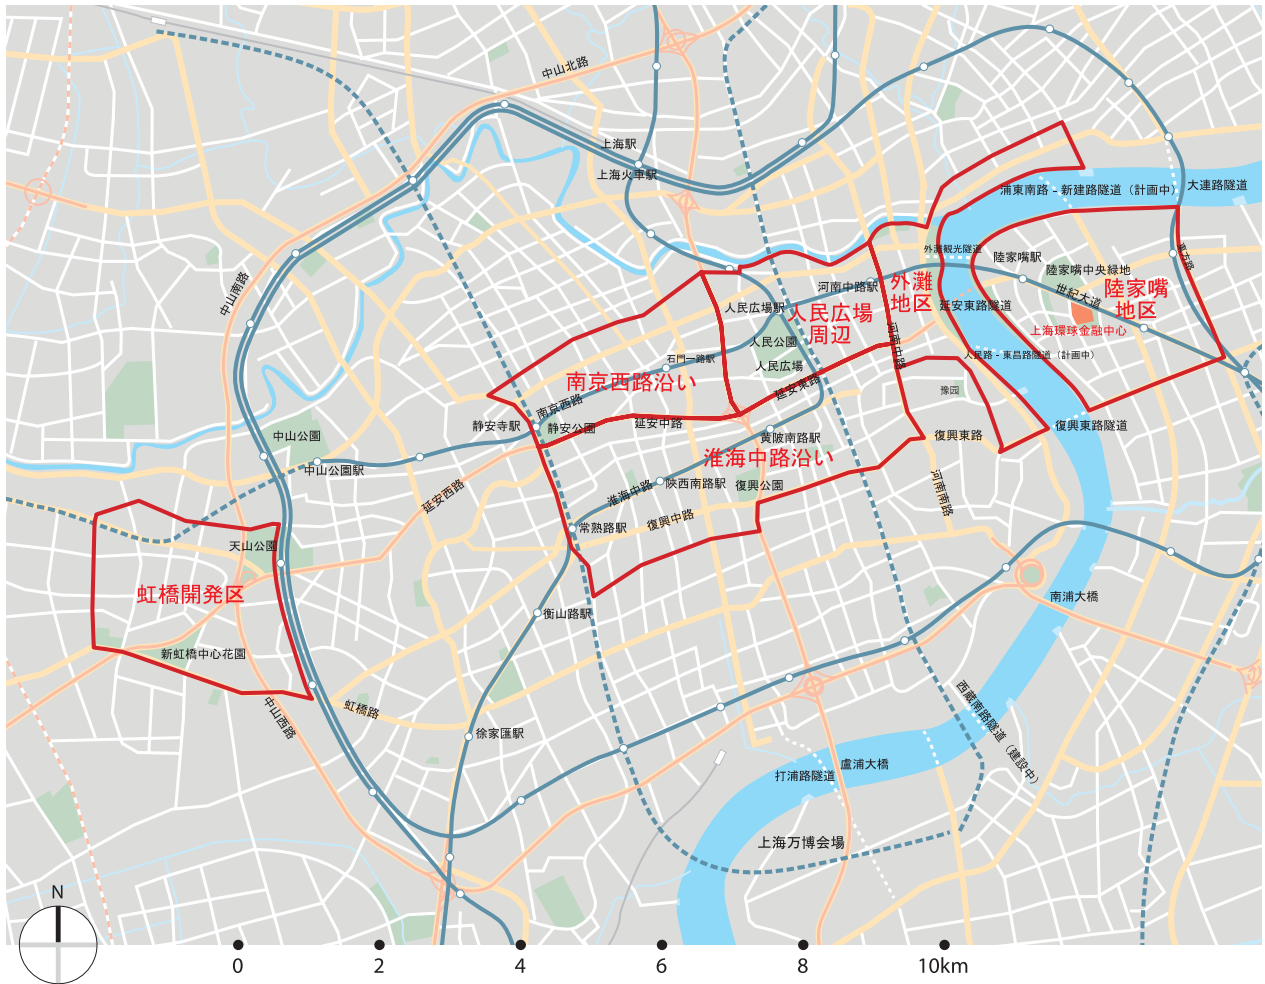 中山北路
上海駅
上海火車駅
浦東南路 - 新建路隧道（計画中）
大連路隧道
外灘観光隧道
陸家嘴駅
東方路
陸家嘴中央緑地
中山南路
河南中路駅
外灘
地区
世紀大道
陸家嘴
地区
人民広場駅
人民広場
周辺
延安東路隧道
上海環球金融中心
人民公園
河南中路
石門一路駅
人民路 - 東昌路隧道（計画中）
人民広場
南京西路沿い
延安東路
豫园
南京西路
静安寺駅
静安公園
延安中路
黄陂南路駅
復興東路
復興東路隧道
中山公園
淮海中路沿い
中山公園駅
延安西路
淮海中路
陝西南路駅
復興公園
河南南路
常熟路駅
復興中路
天山公園
虹橋開発区
南浦大橋
衡山路駅
新虹橋中心花園
中山西路
虹橋路
西蔵南路隧道（建設中）
徐家匯駅
打浦路隧道
盧浦大橋
上海万博会場
N
0
2
4
6
8
10km